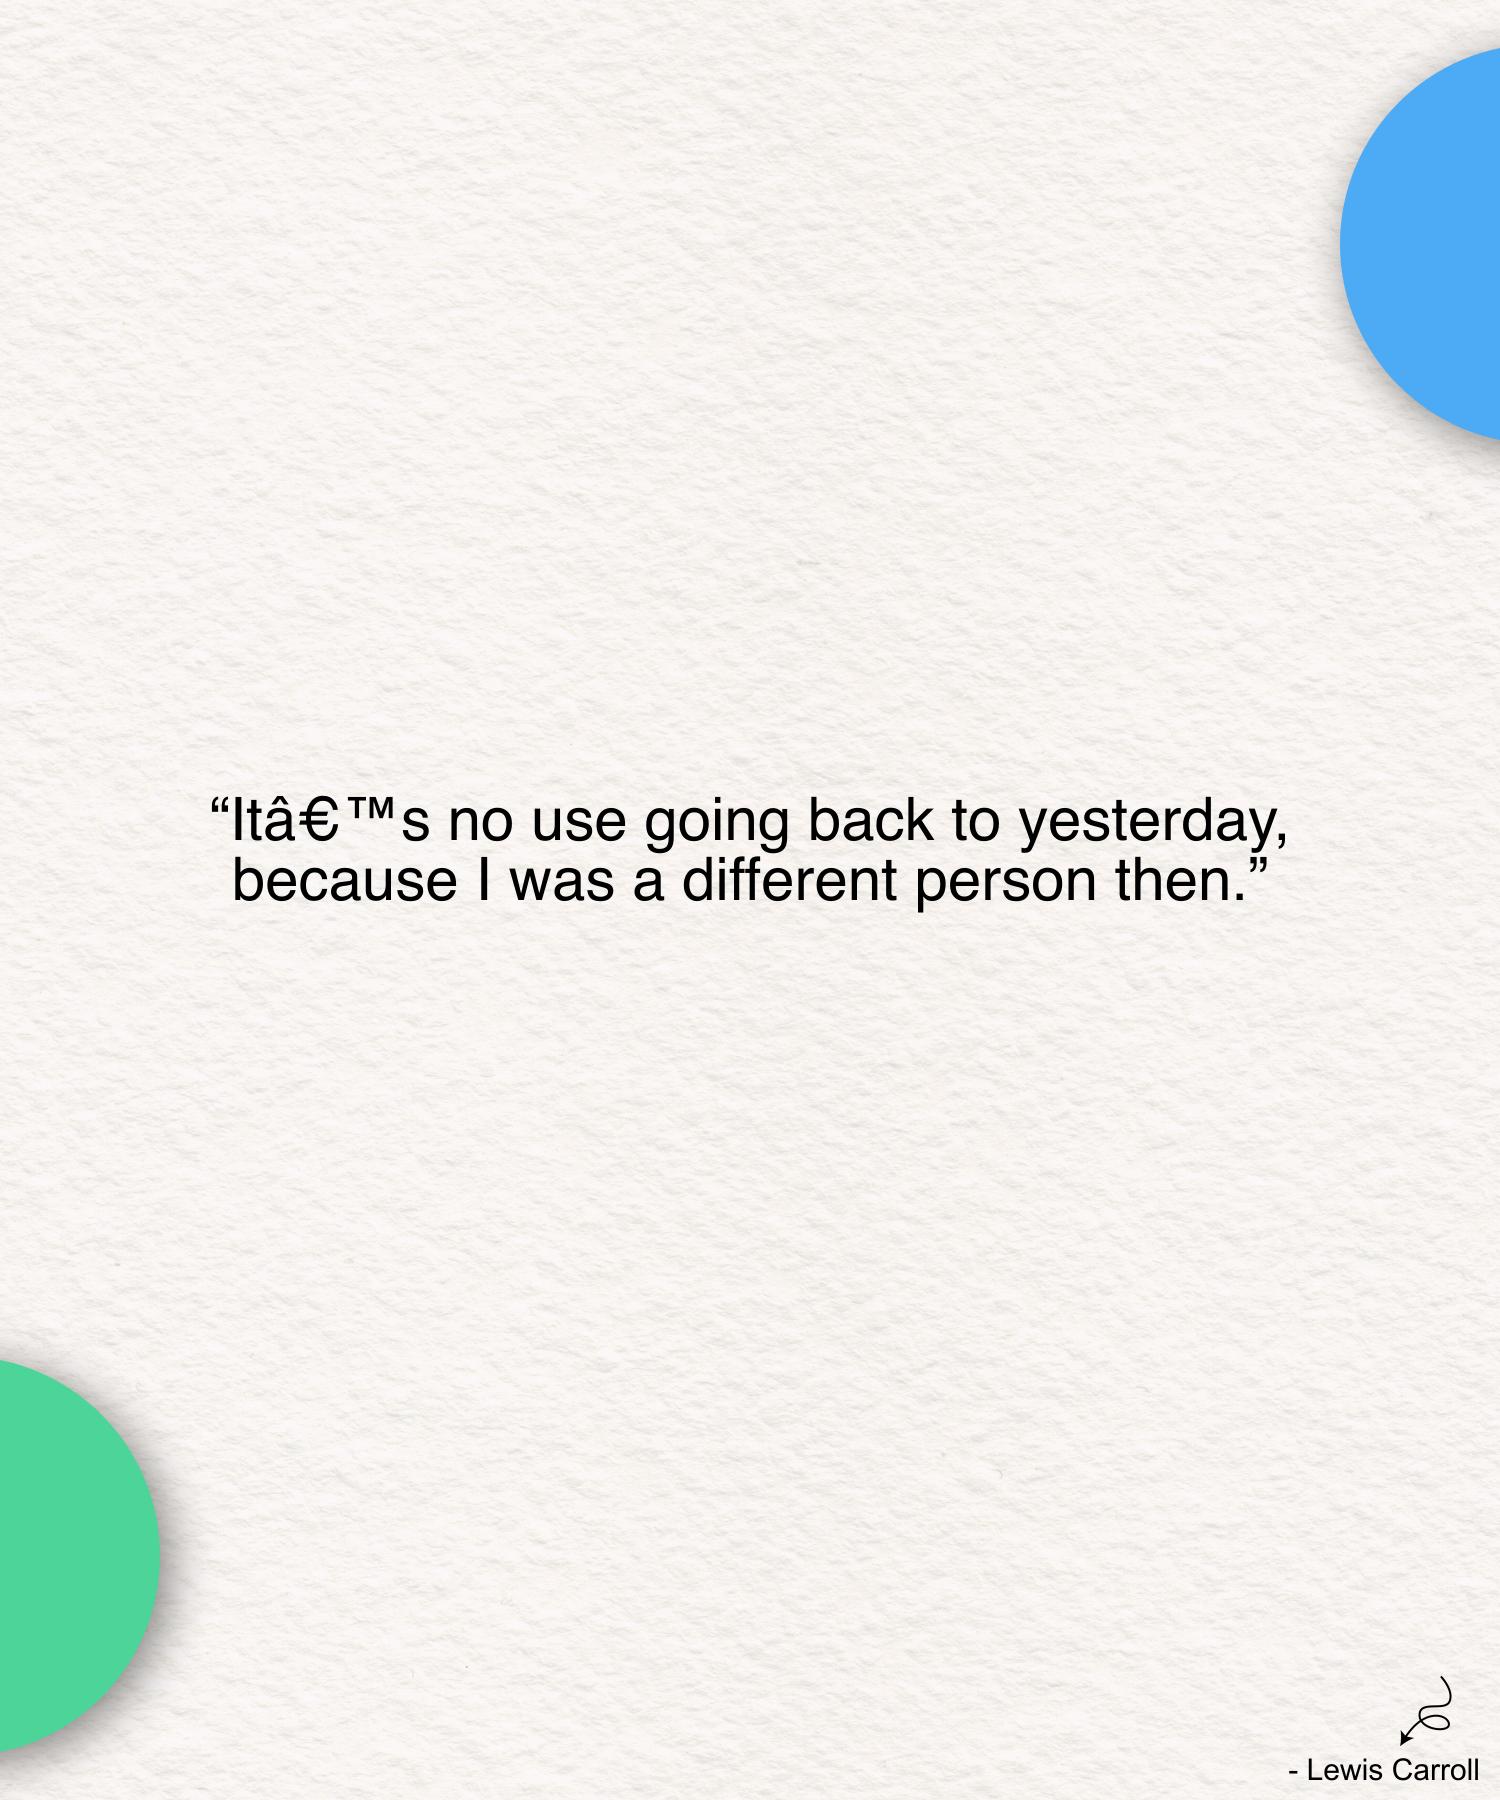 “Itâ€™s no use going back to yesterday,
because I was a different person then.”
- Lewis Carroll